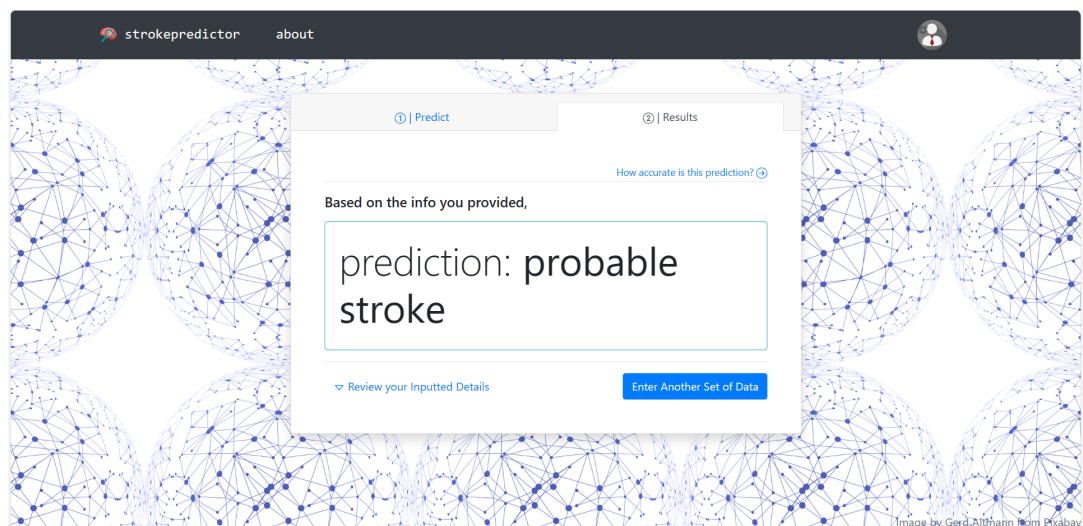 strokepredictor about
① | Predict ② | Results
How accurate is this prediction?
Based on the info you provided,
prediction: probable
stroke
Review your Inputted Details Enter Another Set of Data
Image by Gerd Altmann from Pixabay